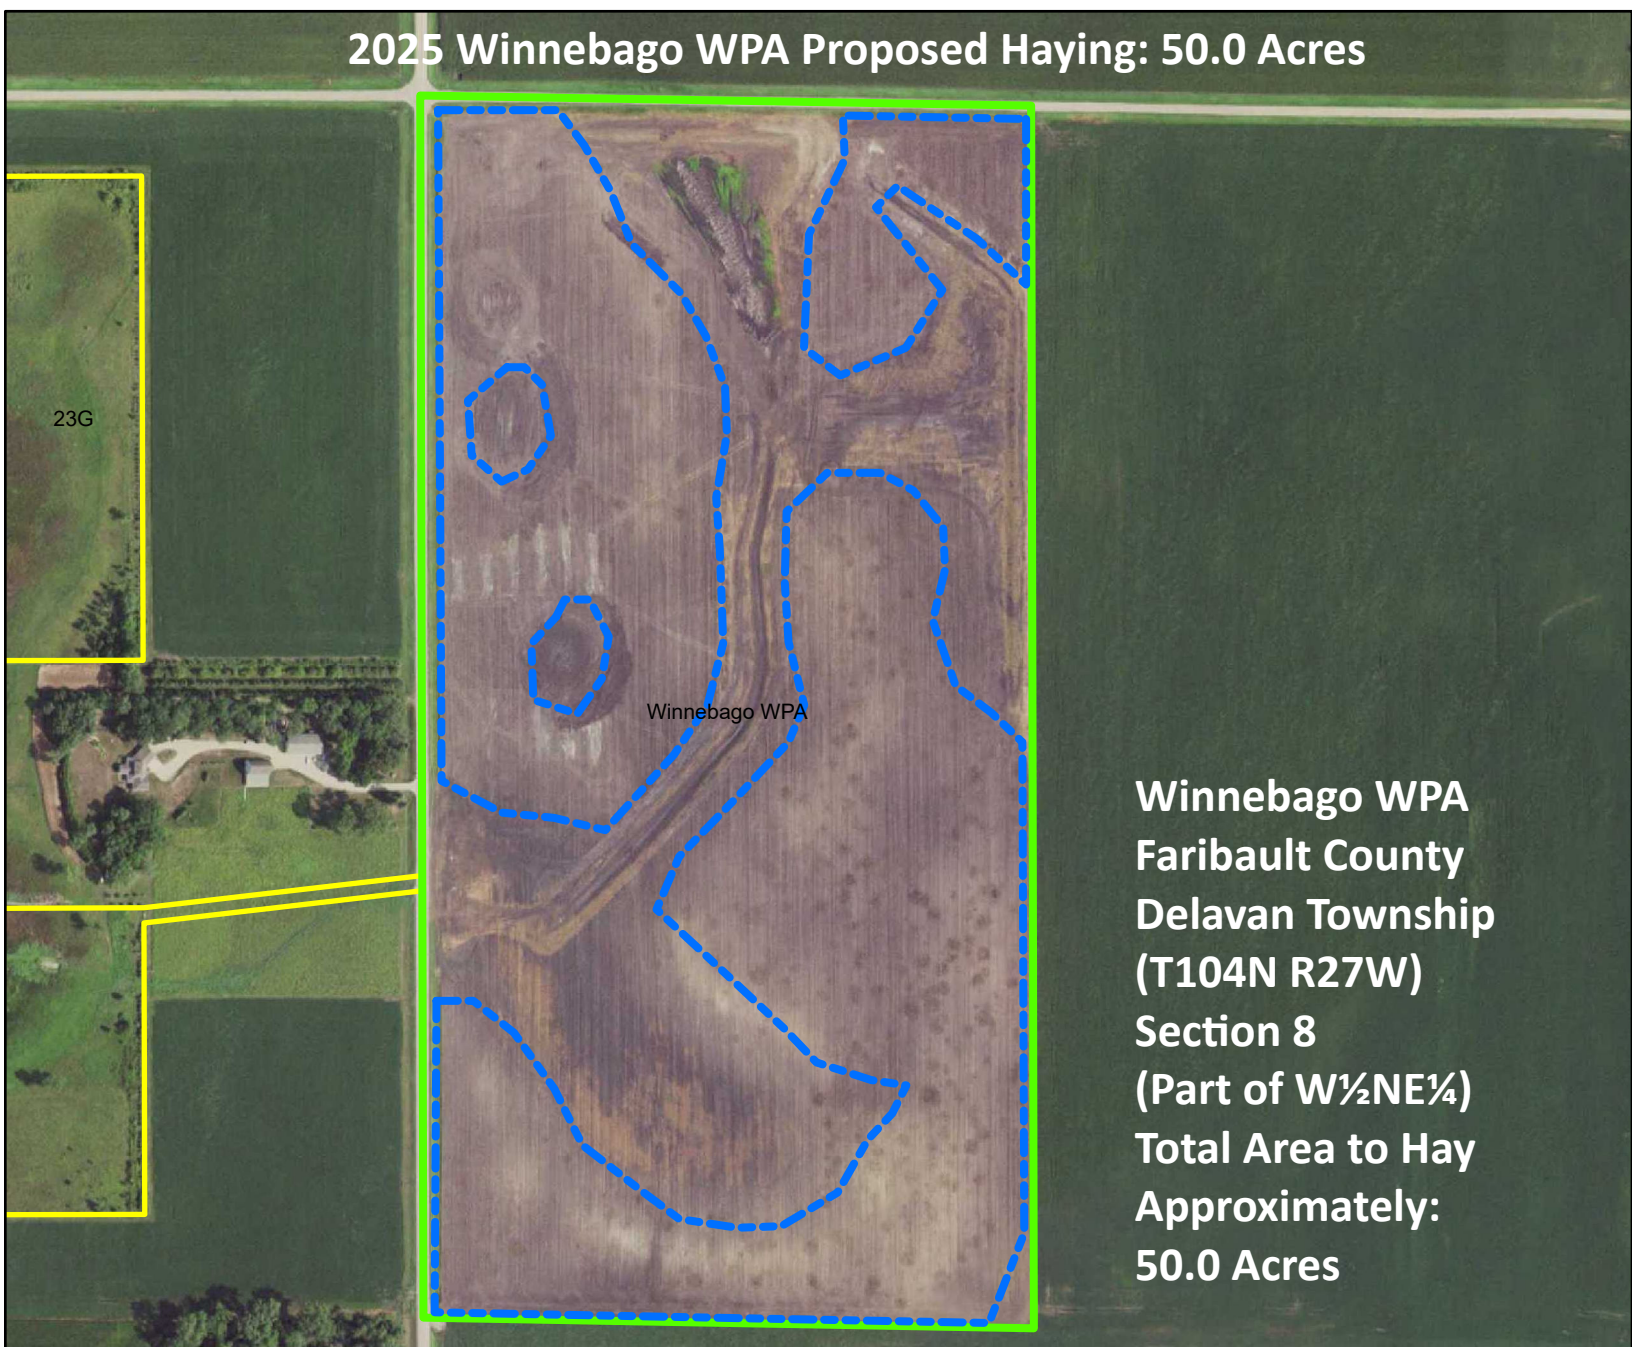 2025 Winnebago WPA Proposed Haying: 50.0 Acres
23G
Winnebago WPA
Winnebago WPA
Faribault County
Delavan Township
(T104N R27W)
Section 8
(Part of W½NE¼)
Total Area to Hay
Approximately:
50.0 Acres